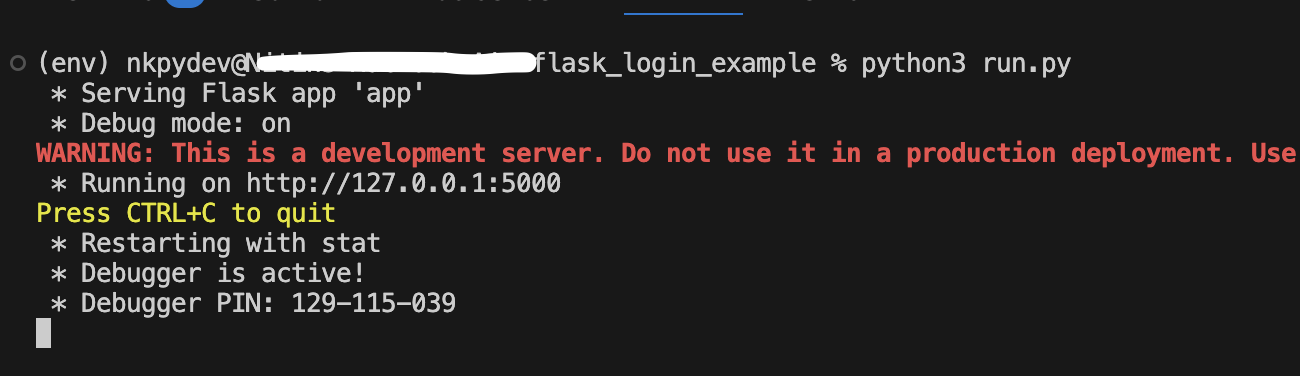 (env) nkpydev@ flask_login_example % python3 run.py
* Serving Flask app 'app'
* Debug mode: on
WARNING: This is a development server. Do not use it in a production deployment. Use
* Running on http://127.0.0.1:5000
Press CTRL+C to quit
* Restarting with stat
* Debugger is active!
* Debugger PIN: 129-115-039